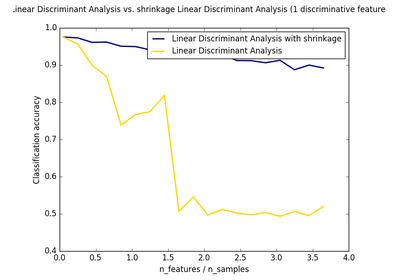 .inear Discriminant Analysis vs. shrinkage Linear Discriminant Analysis (1 discriminative feature
Linear Discriminant Analysis with shrinkage
Linear Discriminant Analysis
Classification accuracy
1.0
0.9
0.8
0.7
0.6
0.5
0.4
0.0 0.5 1.0 1.5 2.0 2.5 3.0 3.5 4.0
n_features / n_samples